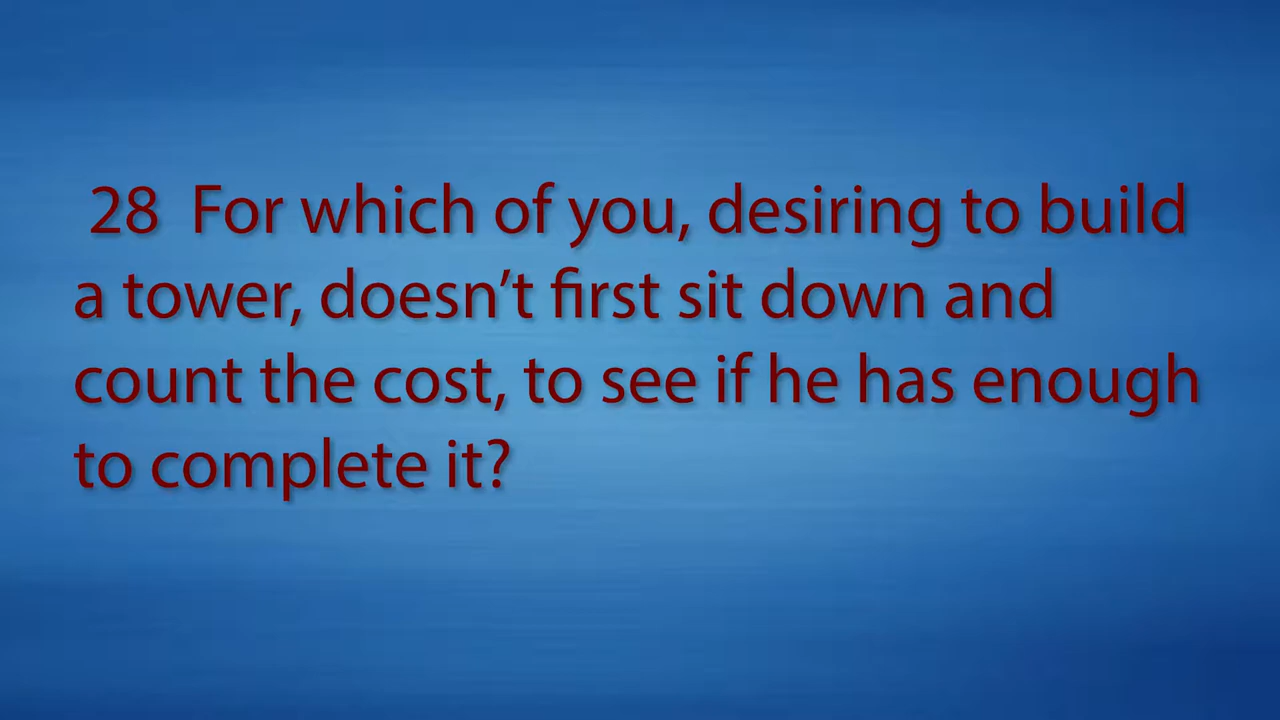 28 For which of you, desiring to build
a tower, doesn’t first sit down and
count the cost, to see if he has enough
to complete it?